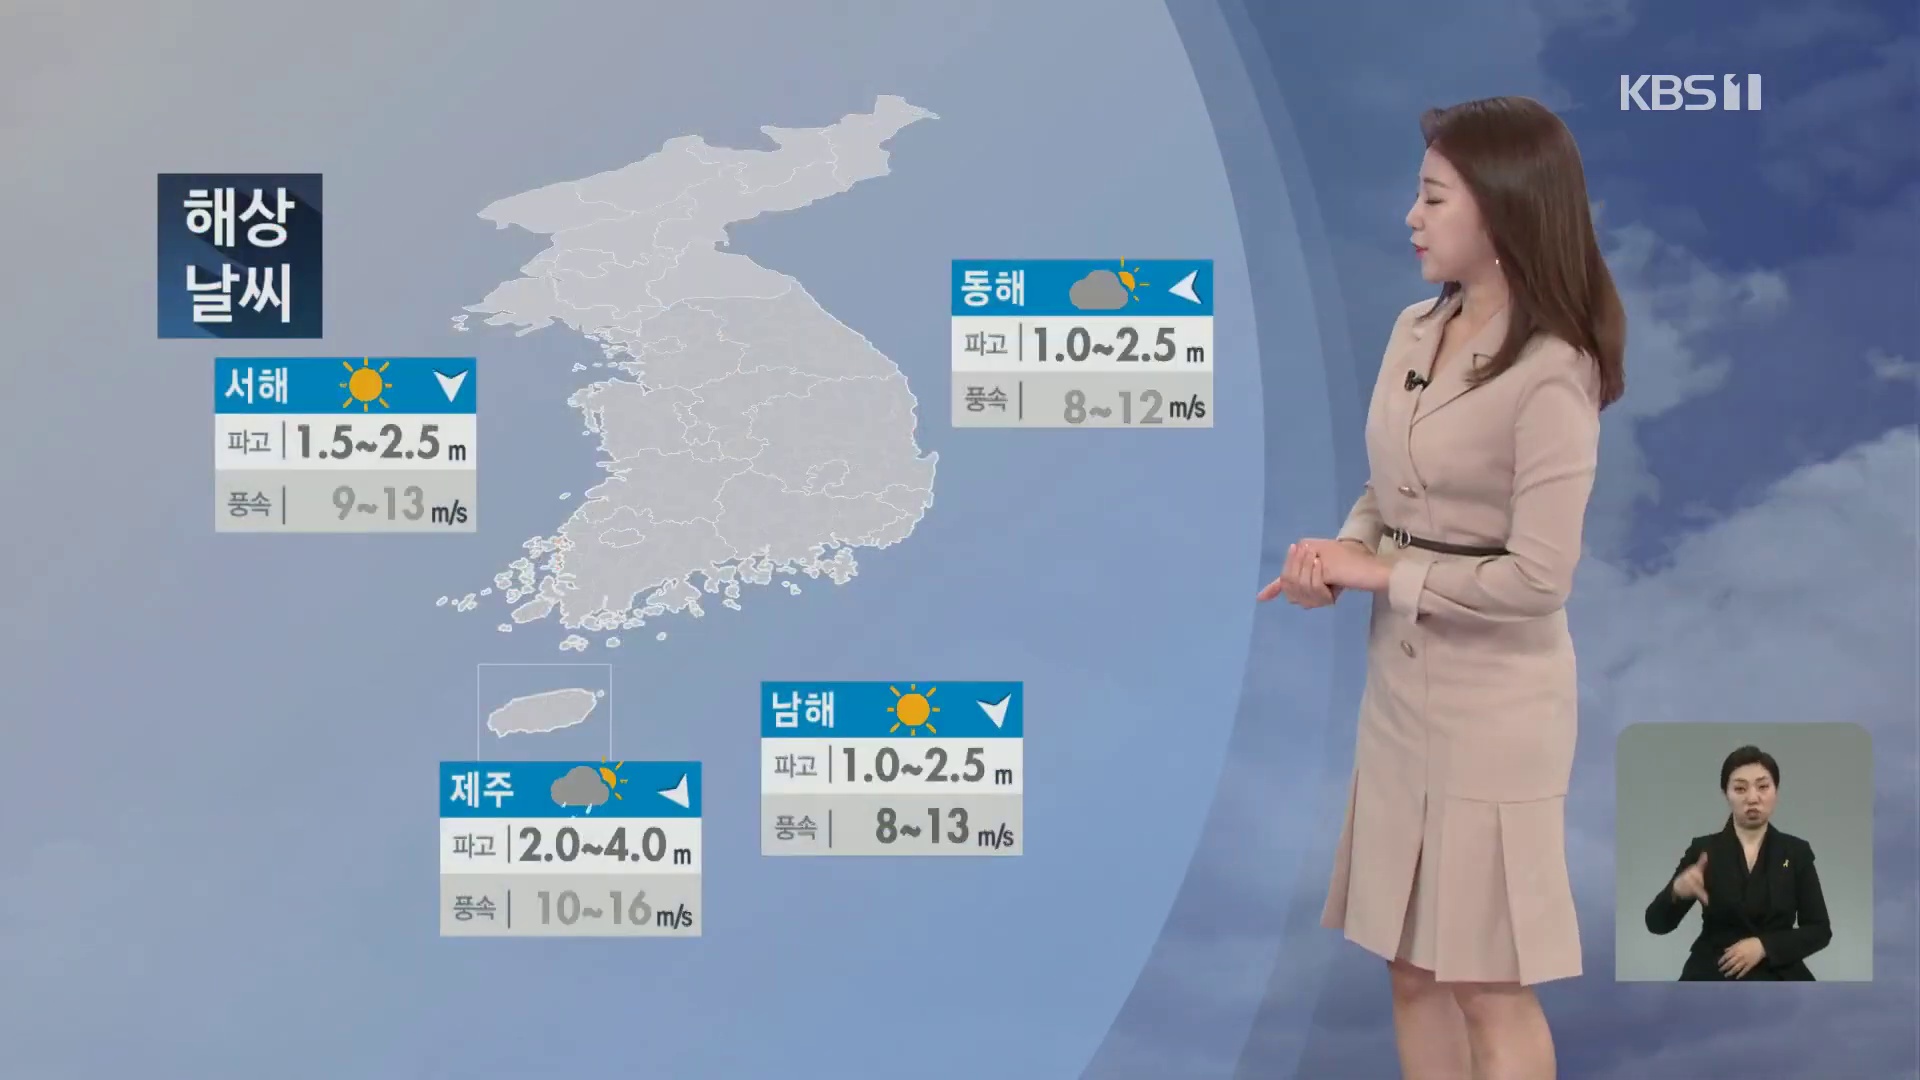 KBS 1
해상
날씨
동해
파고 1.0~2.5 m
풍속 8~12 m/s
서해
파고 1.5~2.5 m
풍속 9~13 m/s
남해
파고 1.0~2.5 m
풍속 8~13 m/s
제주
파고 2.0~4.0 m
풍속 10~16 m/s